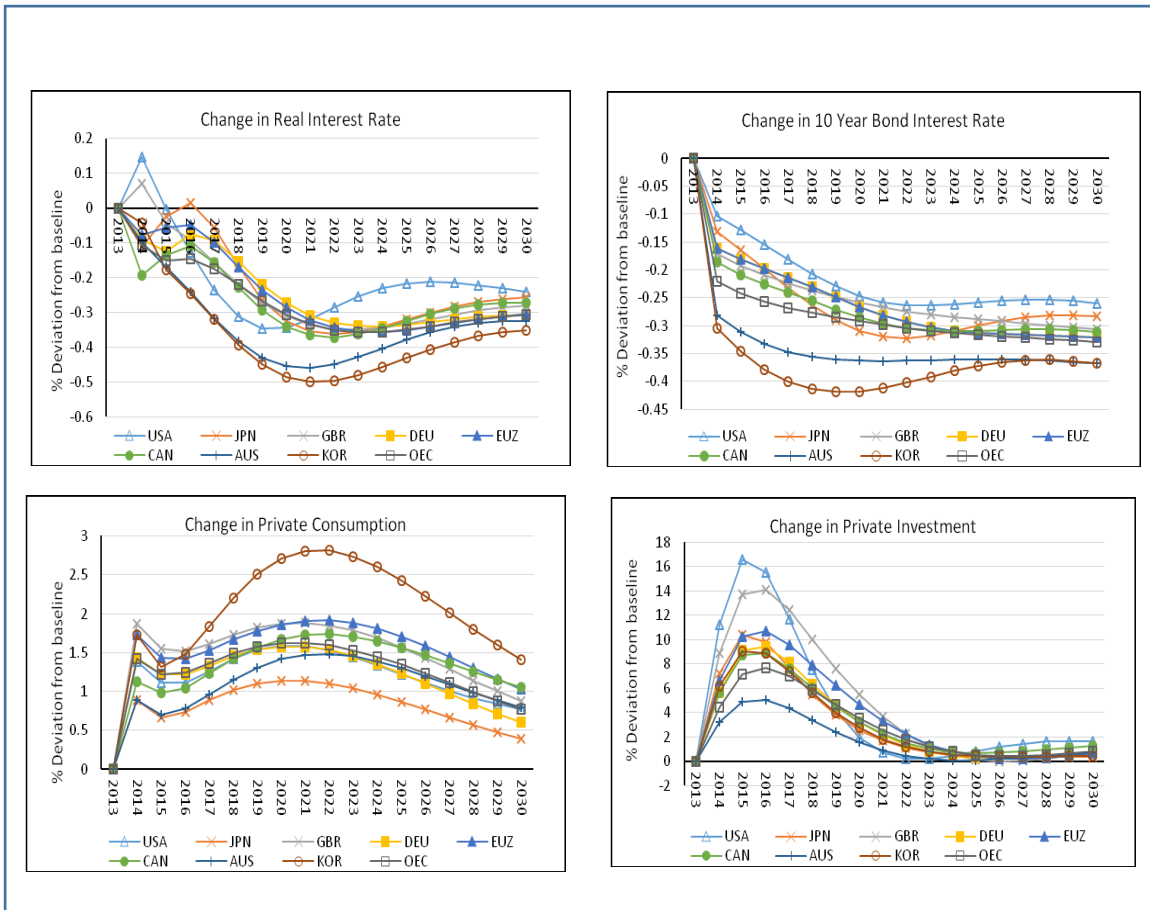 Change in Real Interest Rate
% Deviation from baseline
0.2
0.1
0
-0.1
-0.2
-0.3
-0.4
-0.5
-0.6
2013 2014 2015 2016 2017 2018 2019 2020 2021 2022 2023 2024 2025 2026 2027 2028 2029 2030
USA JPN GBR DEU EUZ
CAN AUS KOR OEC
Change in 10 Year Bond Interest Rate
% Deviation from baseline
0
-0.05
-0.1
-0.15
-0.2
-0.25
-0.3
-0.35
-0.4
-0.45
2013 2014 2015 2016 2017 2018 2019 2020 2021 2022 2023 2024 2025 2026 2027 2028 2029 2030
USA JPN GBR DEU EUZ
CAN AUS KOR OEC
Change in Private Consumption
% Deviation from baseline
3
2.5
2
1.5
1
0.5
0
2013 2014 2015 2016 2017 2018 2019 2020 2021 2022 2023 2024 2025 2026 2027 2028 2029 2030
USA JPN GBR DEU EUZ
CAN AUS KOR OEC
Change in Private Investment
% Deviation from baseline
18
16
14
12
10
8
6
4
2
0
-2
2013 2014 2015 2016 2017 2018 2019 2020 2021 2022 2023 2024 2025 2026 2027 2028 2029 2030
USA JPN GBR DEU EUZ
CAN AUS KOR OEC